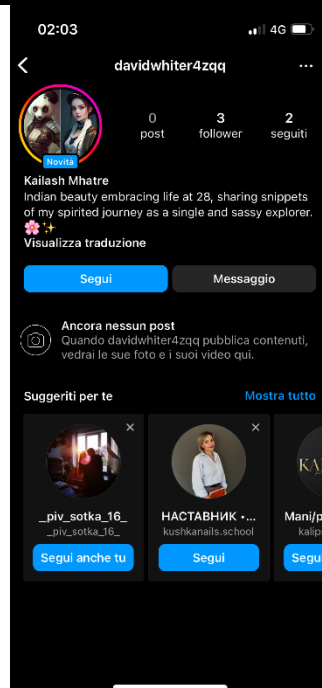 02:03
4G
davidwhiter4zqq
...
0
post
3
follower
2
seguiti
Novità
Kailash Mhatre
Indian beauty embracing life at 28, sharing snippets
of my spirited journey as a single and sassy explorer.
🌸✨
Visualizza traduzione
Segui
Messaggio
Ancora nessun post
Quando davidwhiter4zqq pubblica contenuti,
vedrai le sue foto e i suoi video qui.
Suggeriti per te
Mostra tutto
_piv_sotka_16_
_piv_sotka_16_
Segui anche tu
НАСТАВНИК •...
kushkanails.school
Segui
КА
Mani/p
kalip
Segu